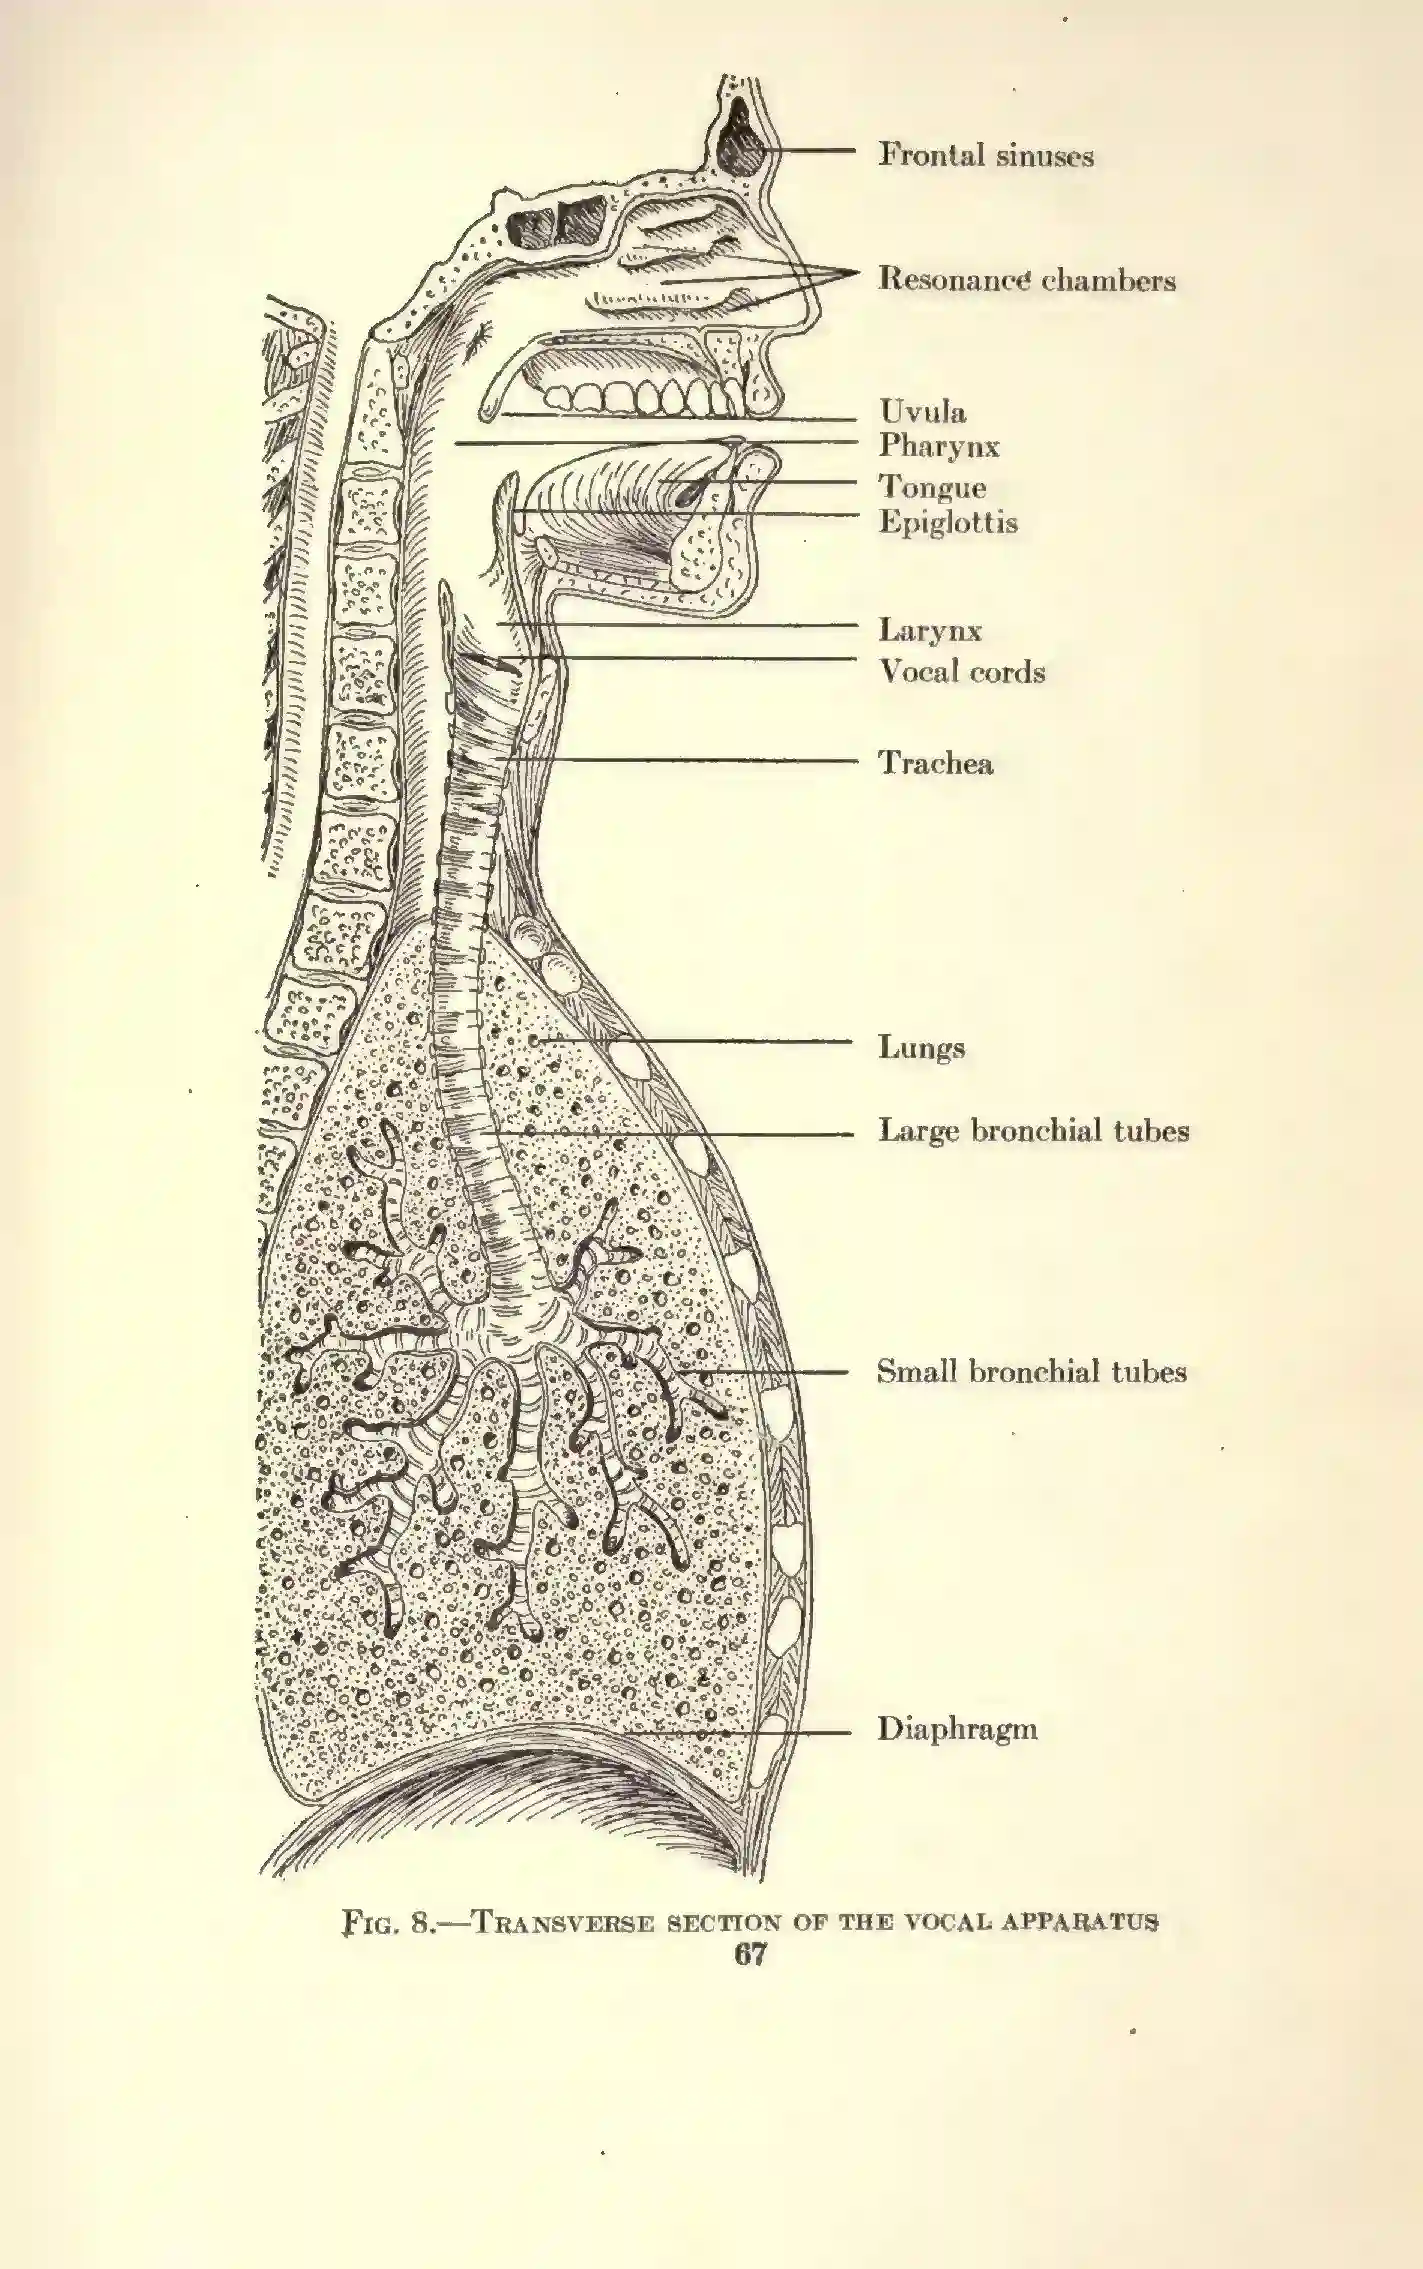 Frontal sinuses
Resonance chambers
Uvula
Pharynx
Tongue
Epiglottis
Larynx
Vocal cords
Trachea
Lungs
Large bronchial tubes
Small bronchial tubes
Diaphragm
Fig. 8.—Transverse section of the vocal apparatus
67